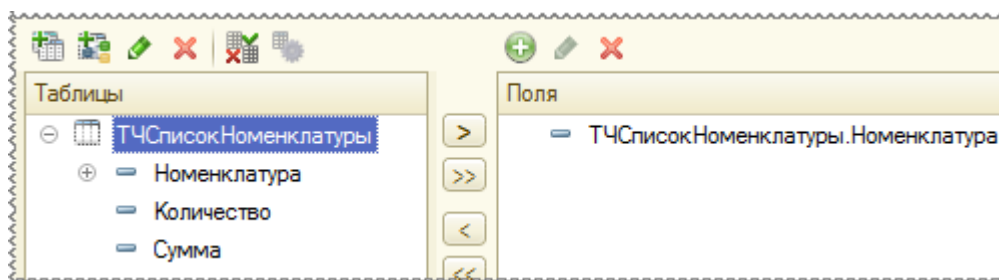 Таблицы
Поля
ТЧСписокНоменклатуры
>
ТЧСписокНоменклатуры.Номенклатура
Номенклатура
>>
Количество
<
Сумма
<<